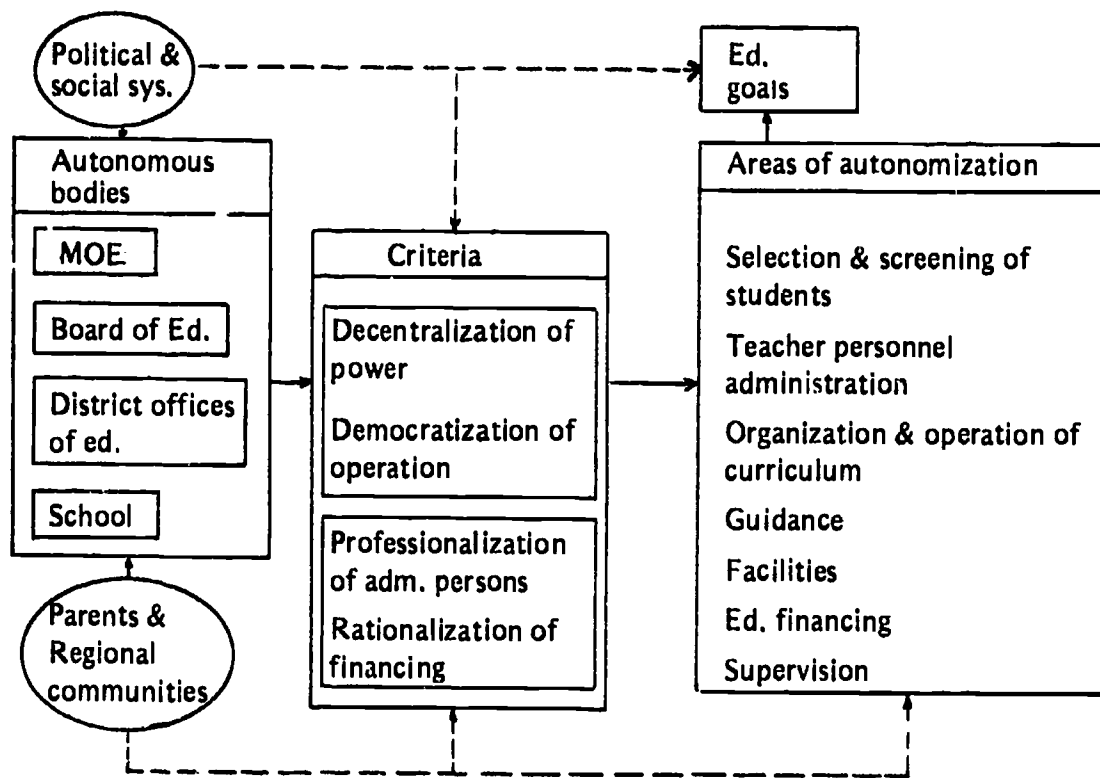 Political &
social sys.
Ed.
goals
Autonomous
bodies
MOE
Board of Ed.
District offices
of ed.
School
Parents &
Regional
communities
Criteria
Decentralization of
power
Democratization of
operation
Professionalization
of adm. persons
Rationalization of
financing
Areas of autonomization
Selection & screening of
students
Teacher personnel
administration
Organization & operation of
curriculum
Guidance
Facilities
Ed. financing
Supervision